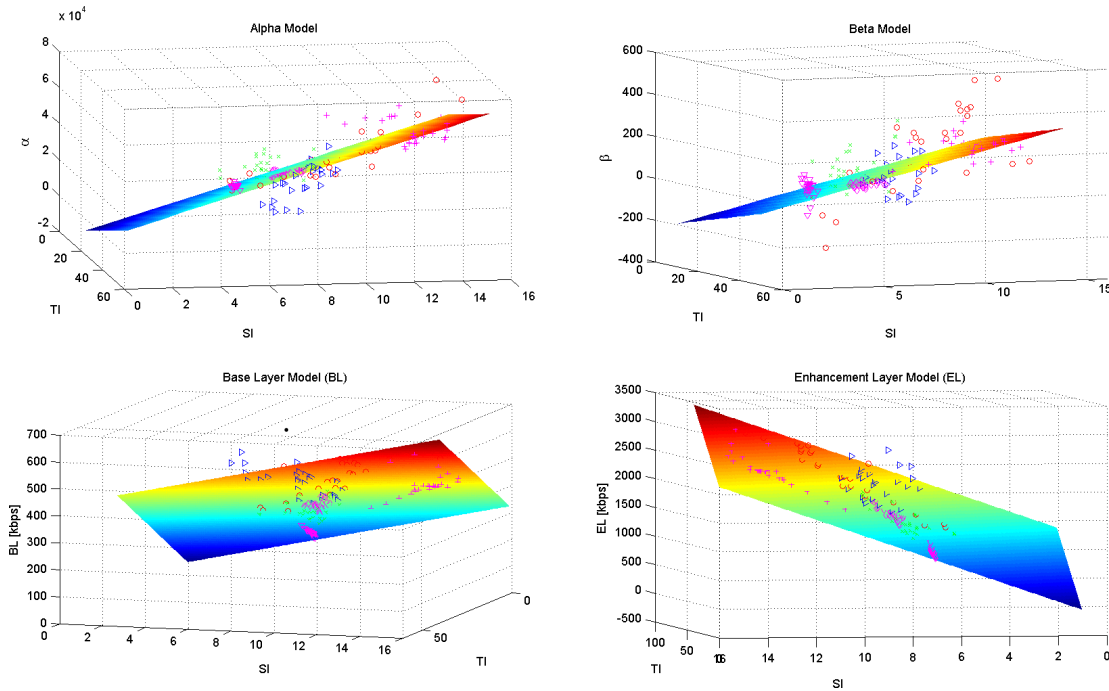 x 10^4
Alpha Model
8
6
4
2
0
-2
α
0
20
40
60
TI
0 2 4 6 8 10 12 14 16
SI
Beta Model
600
400
200
0
-200
-400
β
0
20
40
60
TI
0 5 10 15
SI
Base Layer Model (BL)
700
600
500
400
300
200
100
0
BL [kbps]
0 2 4 6 8 10 12 14 16
SI
50
0
TI
Enhancement Layer Model (EL)
3500
3000
2500
2000
1500
1000
500
0
-500
EL [kbps]
100
50
TI
14 12 10 8 6 4 2 0
SI